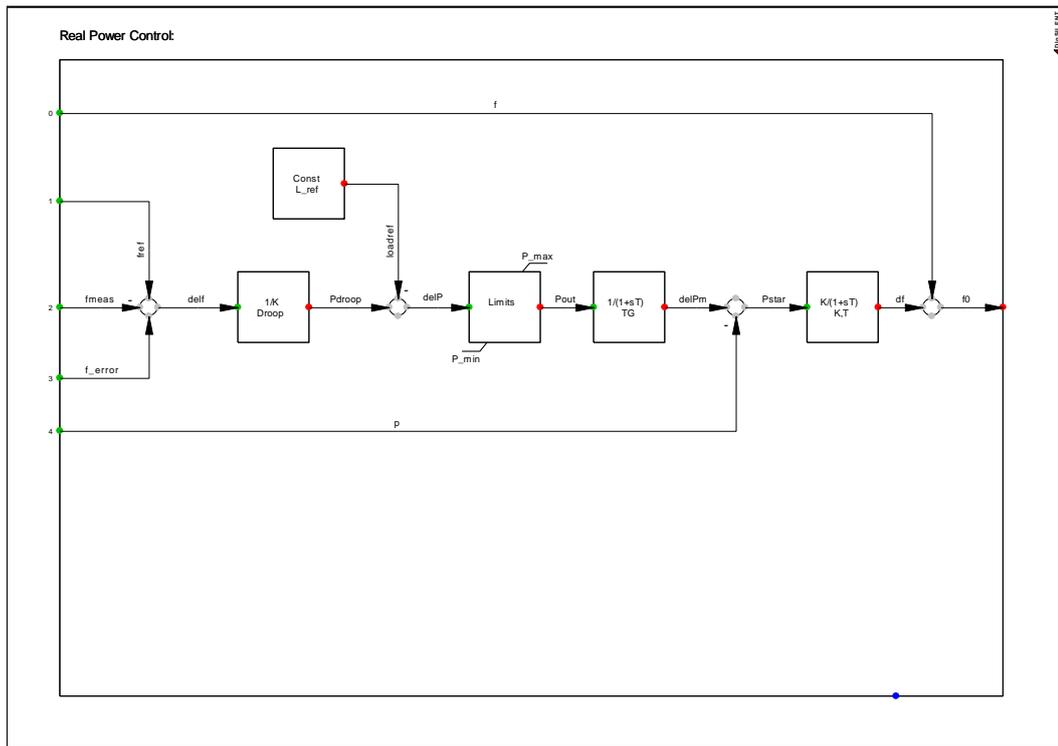 Real Power Control:
DIgSILENT
0
f
Const
L_ref
1
fref
loadref
P_max
-
-
2
fmeas
delf
1/K
Droop
Pdroop
delP
Limits
Pout
1/(1+sT)
TG
delPm
Pstar
K/(1+sT)
K,T
df
f0
-
P_min
3
f_error
4
p